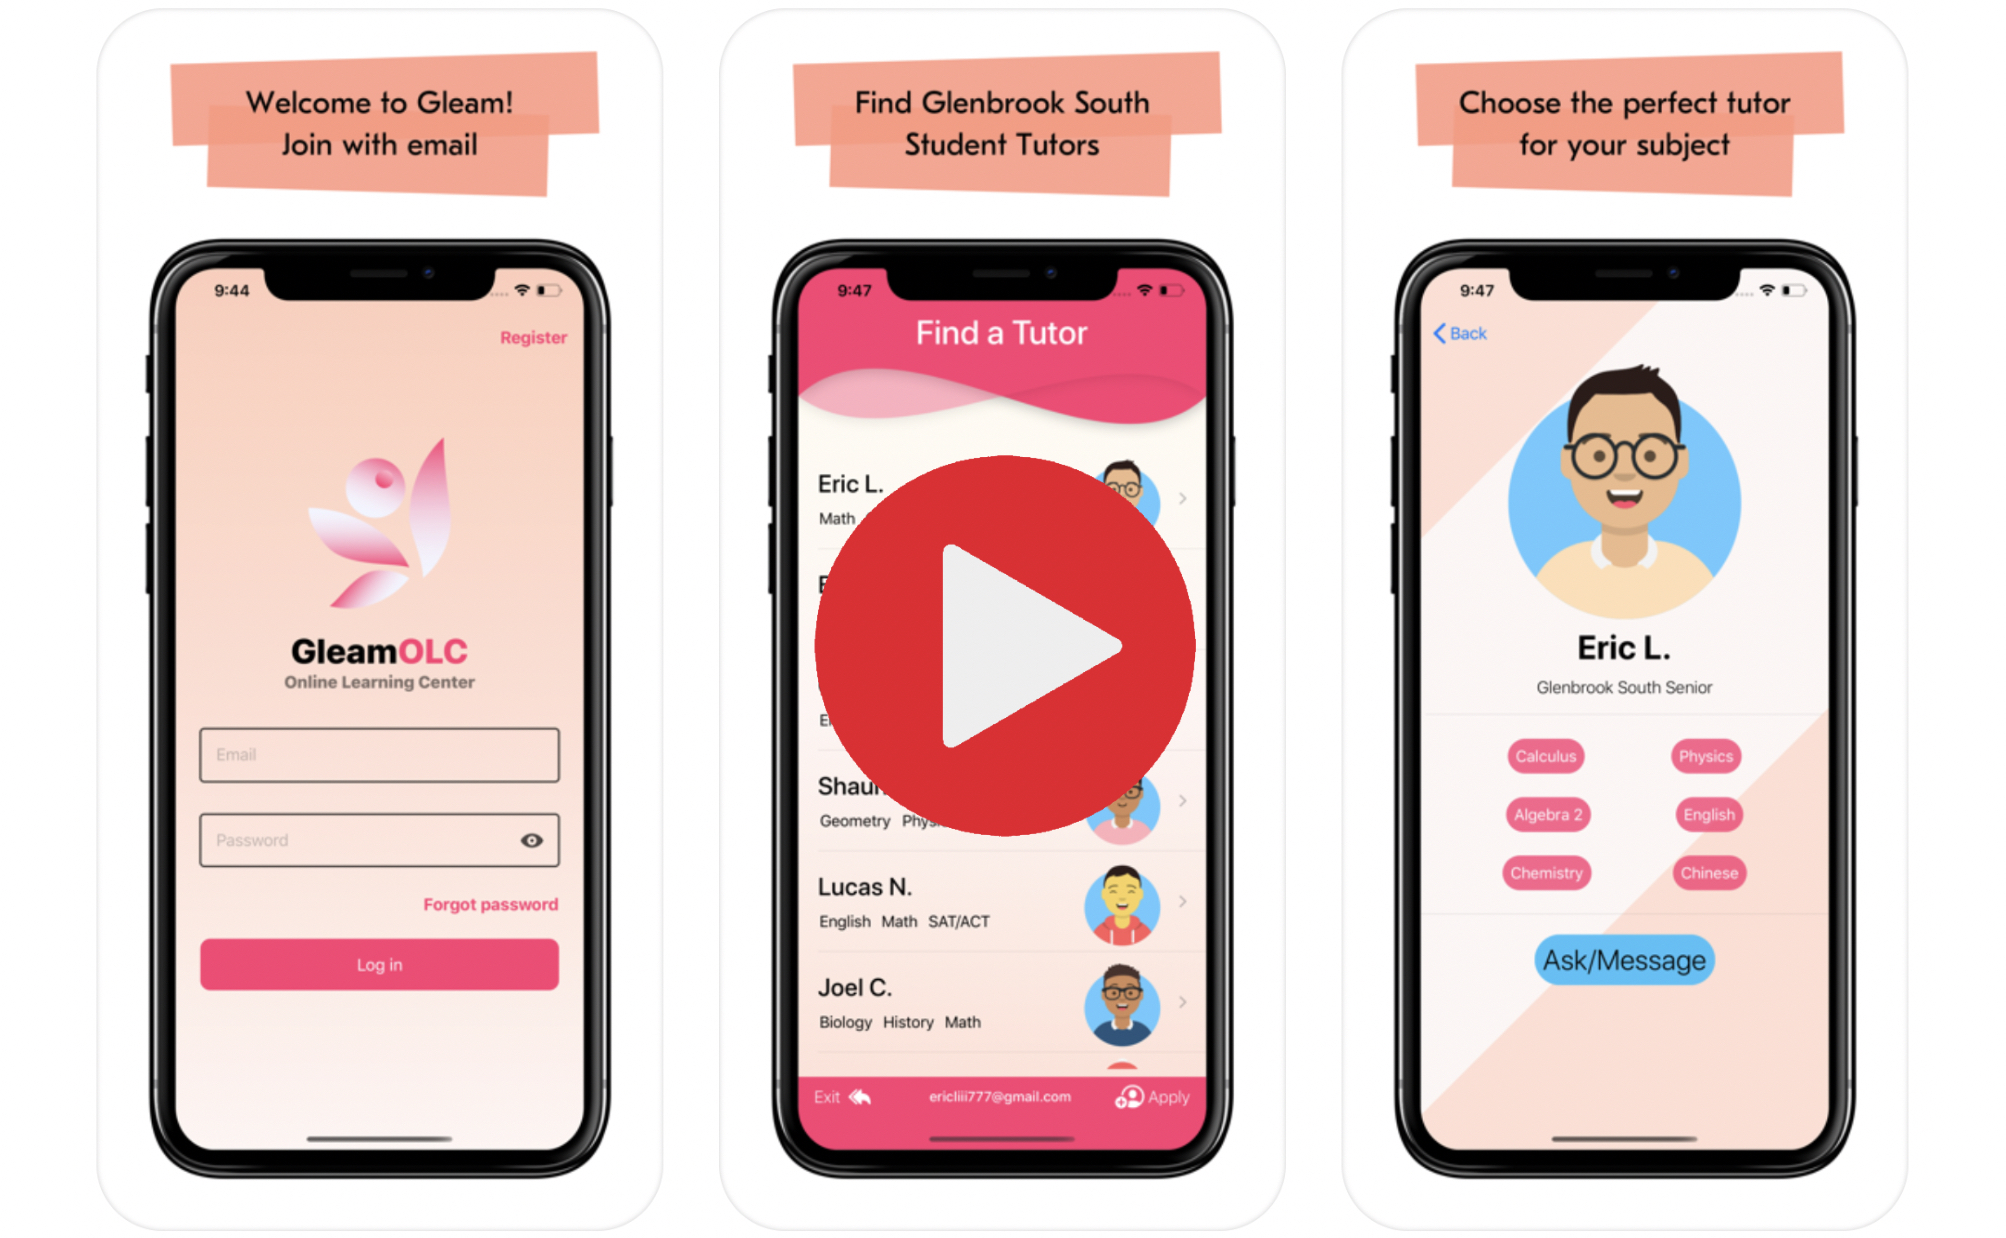 Welcome to Gleam!
Join with email
9:44
Register
GleamOLC
Online Learning Center
Email
Password
Forgot password
Log in
Find Glenbrook South
Student Tutors
9:47
Find a Tutor
Eric L.
Math
Geometry
Lucas N.
English Math SAT/ACT
Joel C.
Biology History Math
Exit
ericliii777@gmail.com
Apply
Choose the perfect tutor
for your subject
9:47
Back
Eric L.
Glenbrook South Senior
Calculus Physics
Algebra 2 English
Chemistry Chinese
Ask/Message